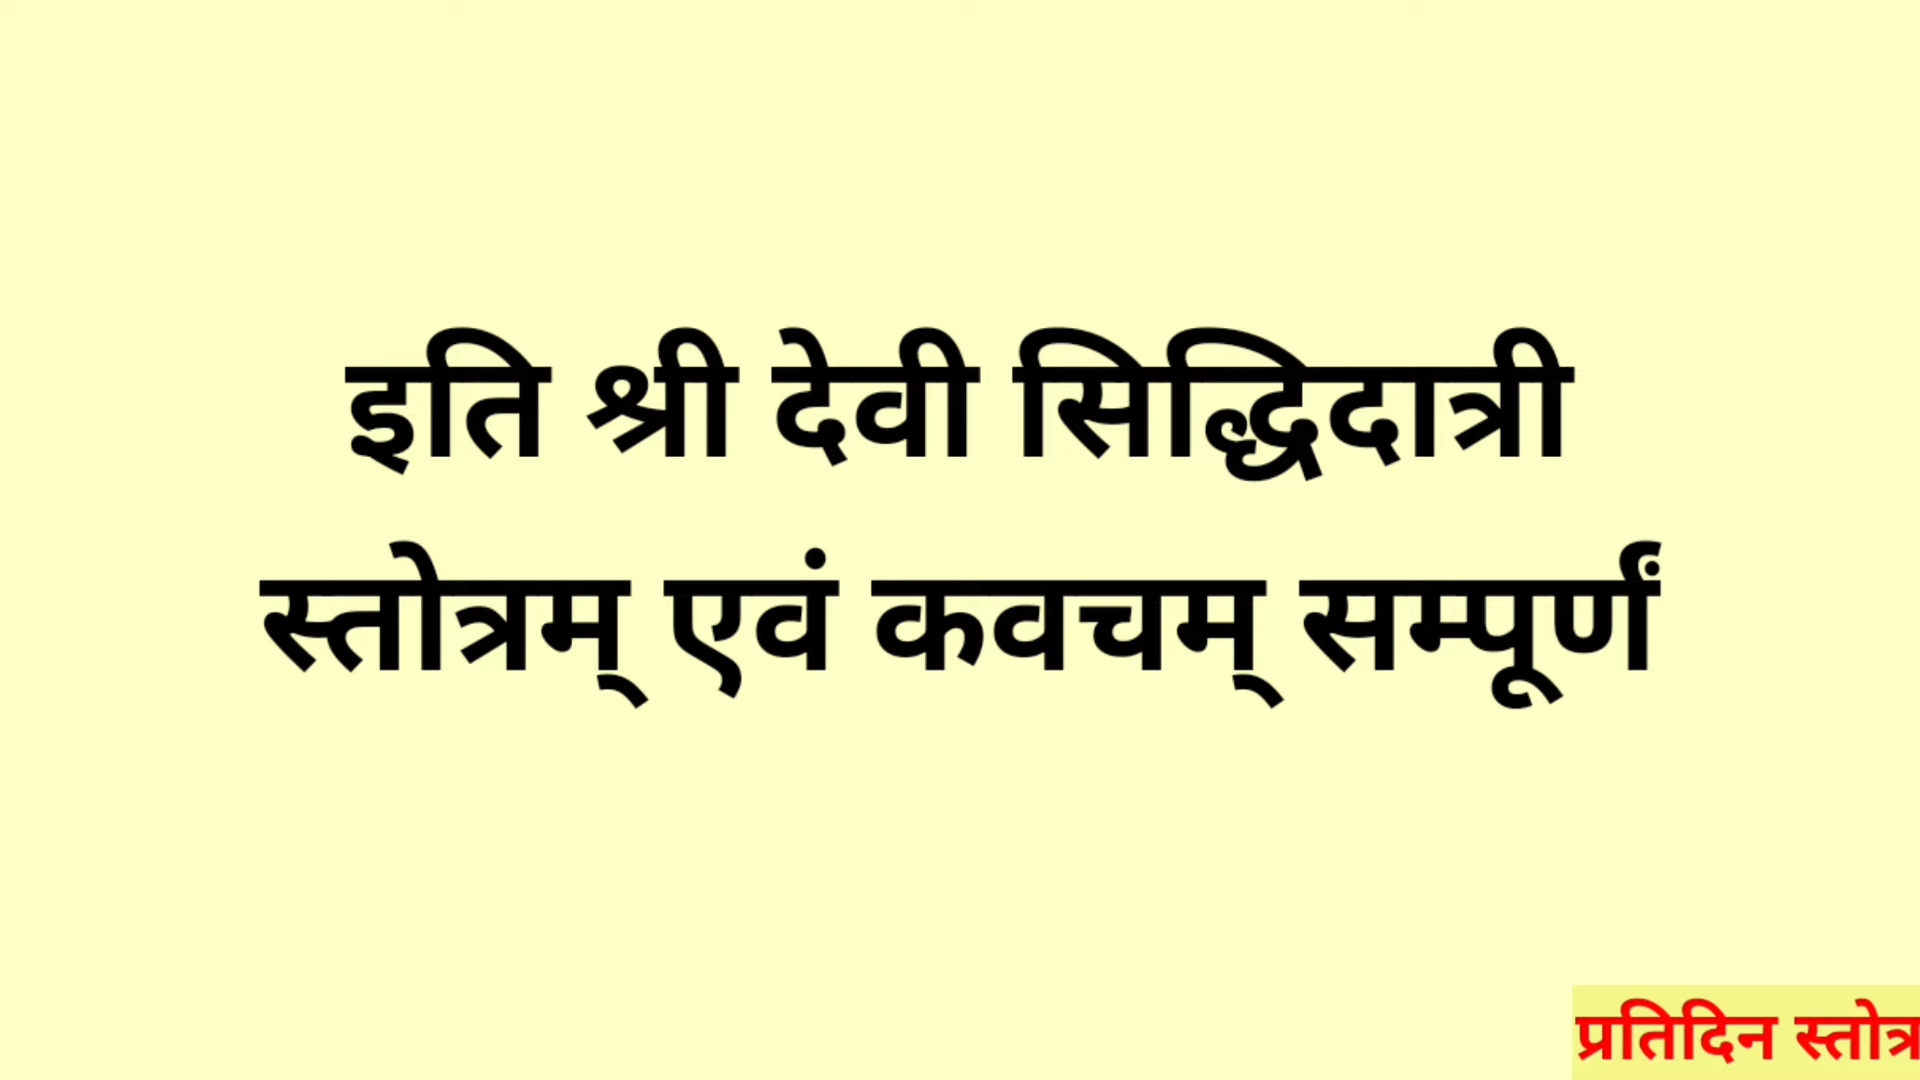 इति श्री देवी सिद्धिदात्री
स्तोत्रम् एवं कवचम् सम्पूर्णं
प्रतिदिन स्तोत्र